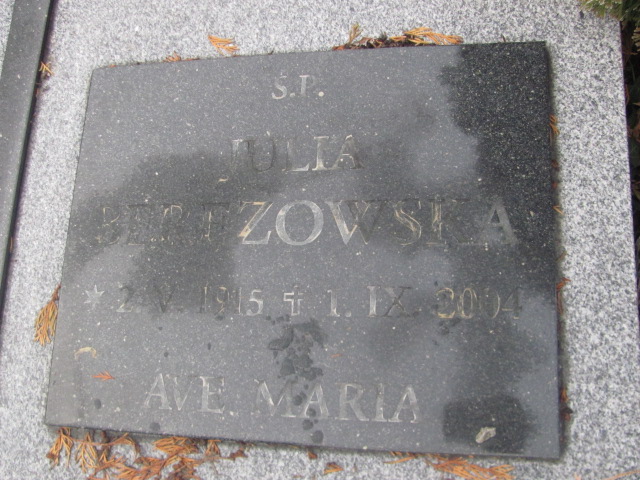 Ś.P.
JULIA
BEREZOWSKA
* 2. V. 1915 ✝ 1. IX. 2004
AVE MARIA